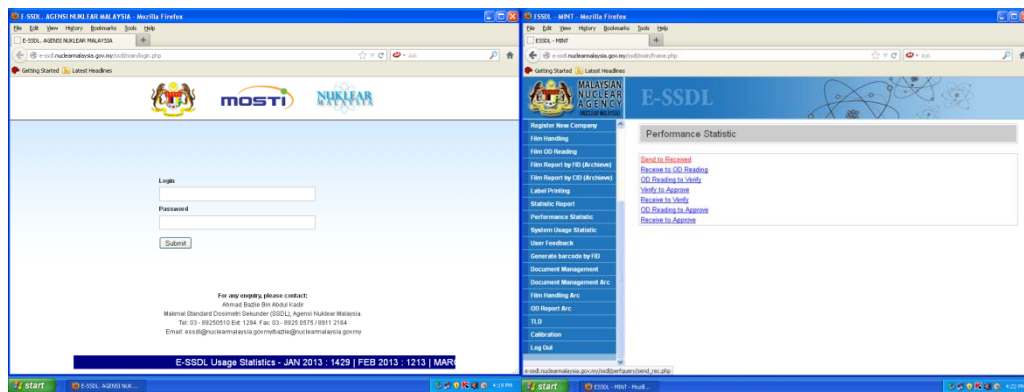 E-SSDL. AGENSI NUKLEAR MALAYSIA - Mozilla Firefox
File Edit View History Bookmarks Tools Help
E-SSDL. AGENSI NUKLEAR MALAYSIA
e-ssdl.nuclearmalaysia.gov.my/ssdl/main/login.php
Ask
Getting Started Latest Headlines
mosti
NUKLEAR
MALAYSIA
Login
Password
Submit
For any enquiry, please contact:
Ahmad Bazlie Bin Abdul Kadir
Makmal Standard Dosimetri Sekunder (SSDL), Agensi Nuklear Malaysia.
Tel: 03 - 89250510 Ext: 1294. Fax: 03 - 8925 0575 / 8911 2164
Email: essdl@nuclearmalaysia.gov.my/bazlie@nuclearmalaysia.gov.my
E-SSDL Usage Statistics - JAN 2013 : 1429 | FEB 2013 : 1213 | MAR
start
E-SSDL. AGENSI NUK...
4:19 PM
ESSDL - MINT - Mozilla Firefox
File Edit View History Bookmarks Tools Help
ESSDL - MINT
e-ssdl.nuclearmalaysia.gov.my/ssdl/main/frame.php
Ask
Getting Started Latest Headlines
MALAYSIAN
NUCLEAR
AGENCY
E-SSDL
Register New Company
Film Handling
Film OD Reading
Film Report by FID (Archieve)
Film Report by CID (Archieve)
Label Printing
Statistic Report
Performance Statistic
System Usage Statistic
User Feedback
Generate barcode by FID
Document Management
Document Management Arc
Film Handling Arc
OD Report Arc
TLD
Calibration
Log Out
Performance Statistic
Send to Received
Receive to OD Reading
OD Reading to Verify
Verify to Approve
Receive to Verify
OD Reading to Approve
Receive to Approve
e-ssdl.nuclearmalaysia.gov.my/ssdl/perfquery/send_rec.php
start
ESSDL - MINT - Mozil...
4:22 PM